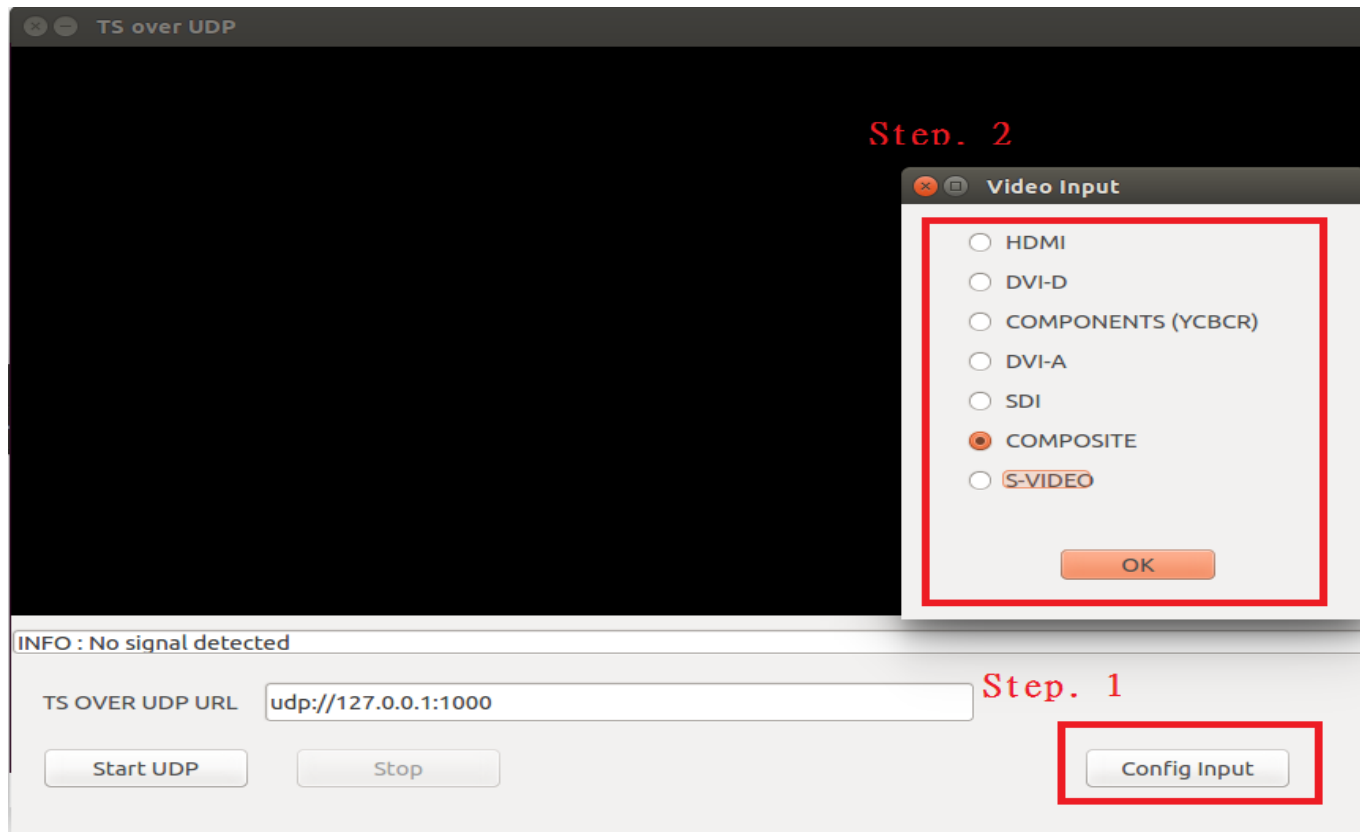 TS over UDP
Step. 2
Video Input
HDMI
DVI-D
COMPONENTS (YCBCR)
DVI-A
SDI
COMPOSITE
S-VIDEO
OK
INFO : No signal detected
Step. 1
TS OVER UDP URL udp://127.0.0.1:1000
Start UDP Stop Config Input